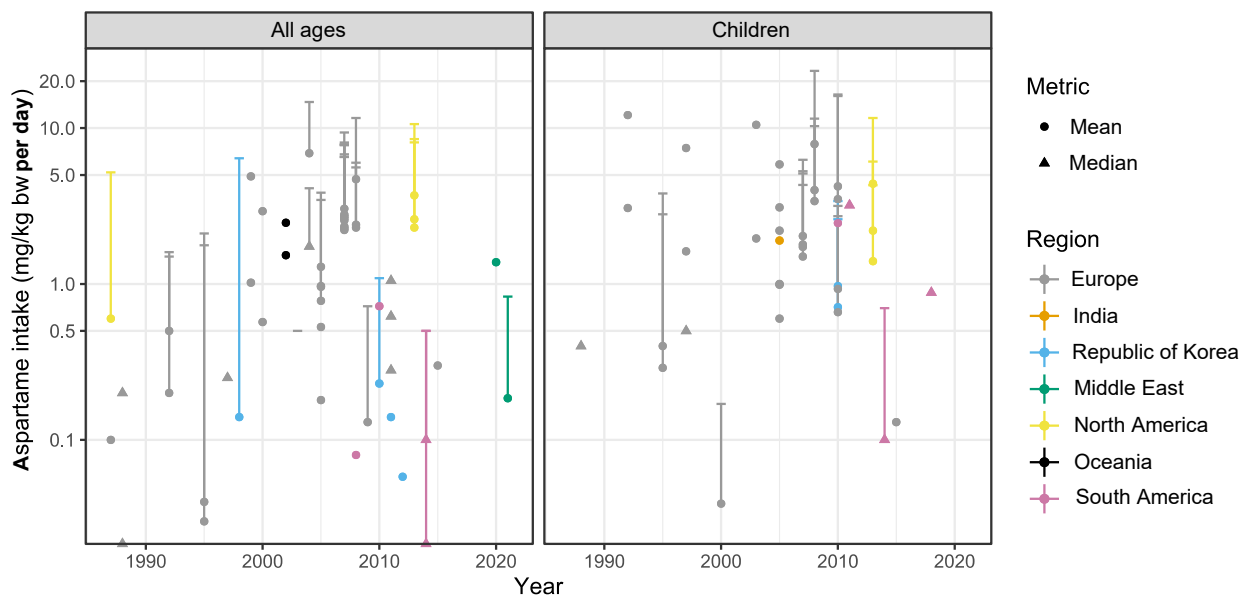 All ages
Children
20.0
10.0
5.0
1.0
0.5
0.1
Aspartame intake (mg/kg bw per day)
1990
2000
2010
2020
1990
2000
2010
2020
Year
Metric
Mean
Median
Region
Europe
India
Republic of Korea
Middle East
North America
Oceania
South America